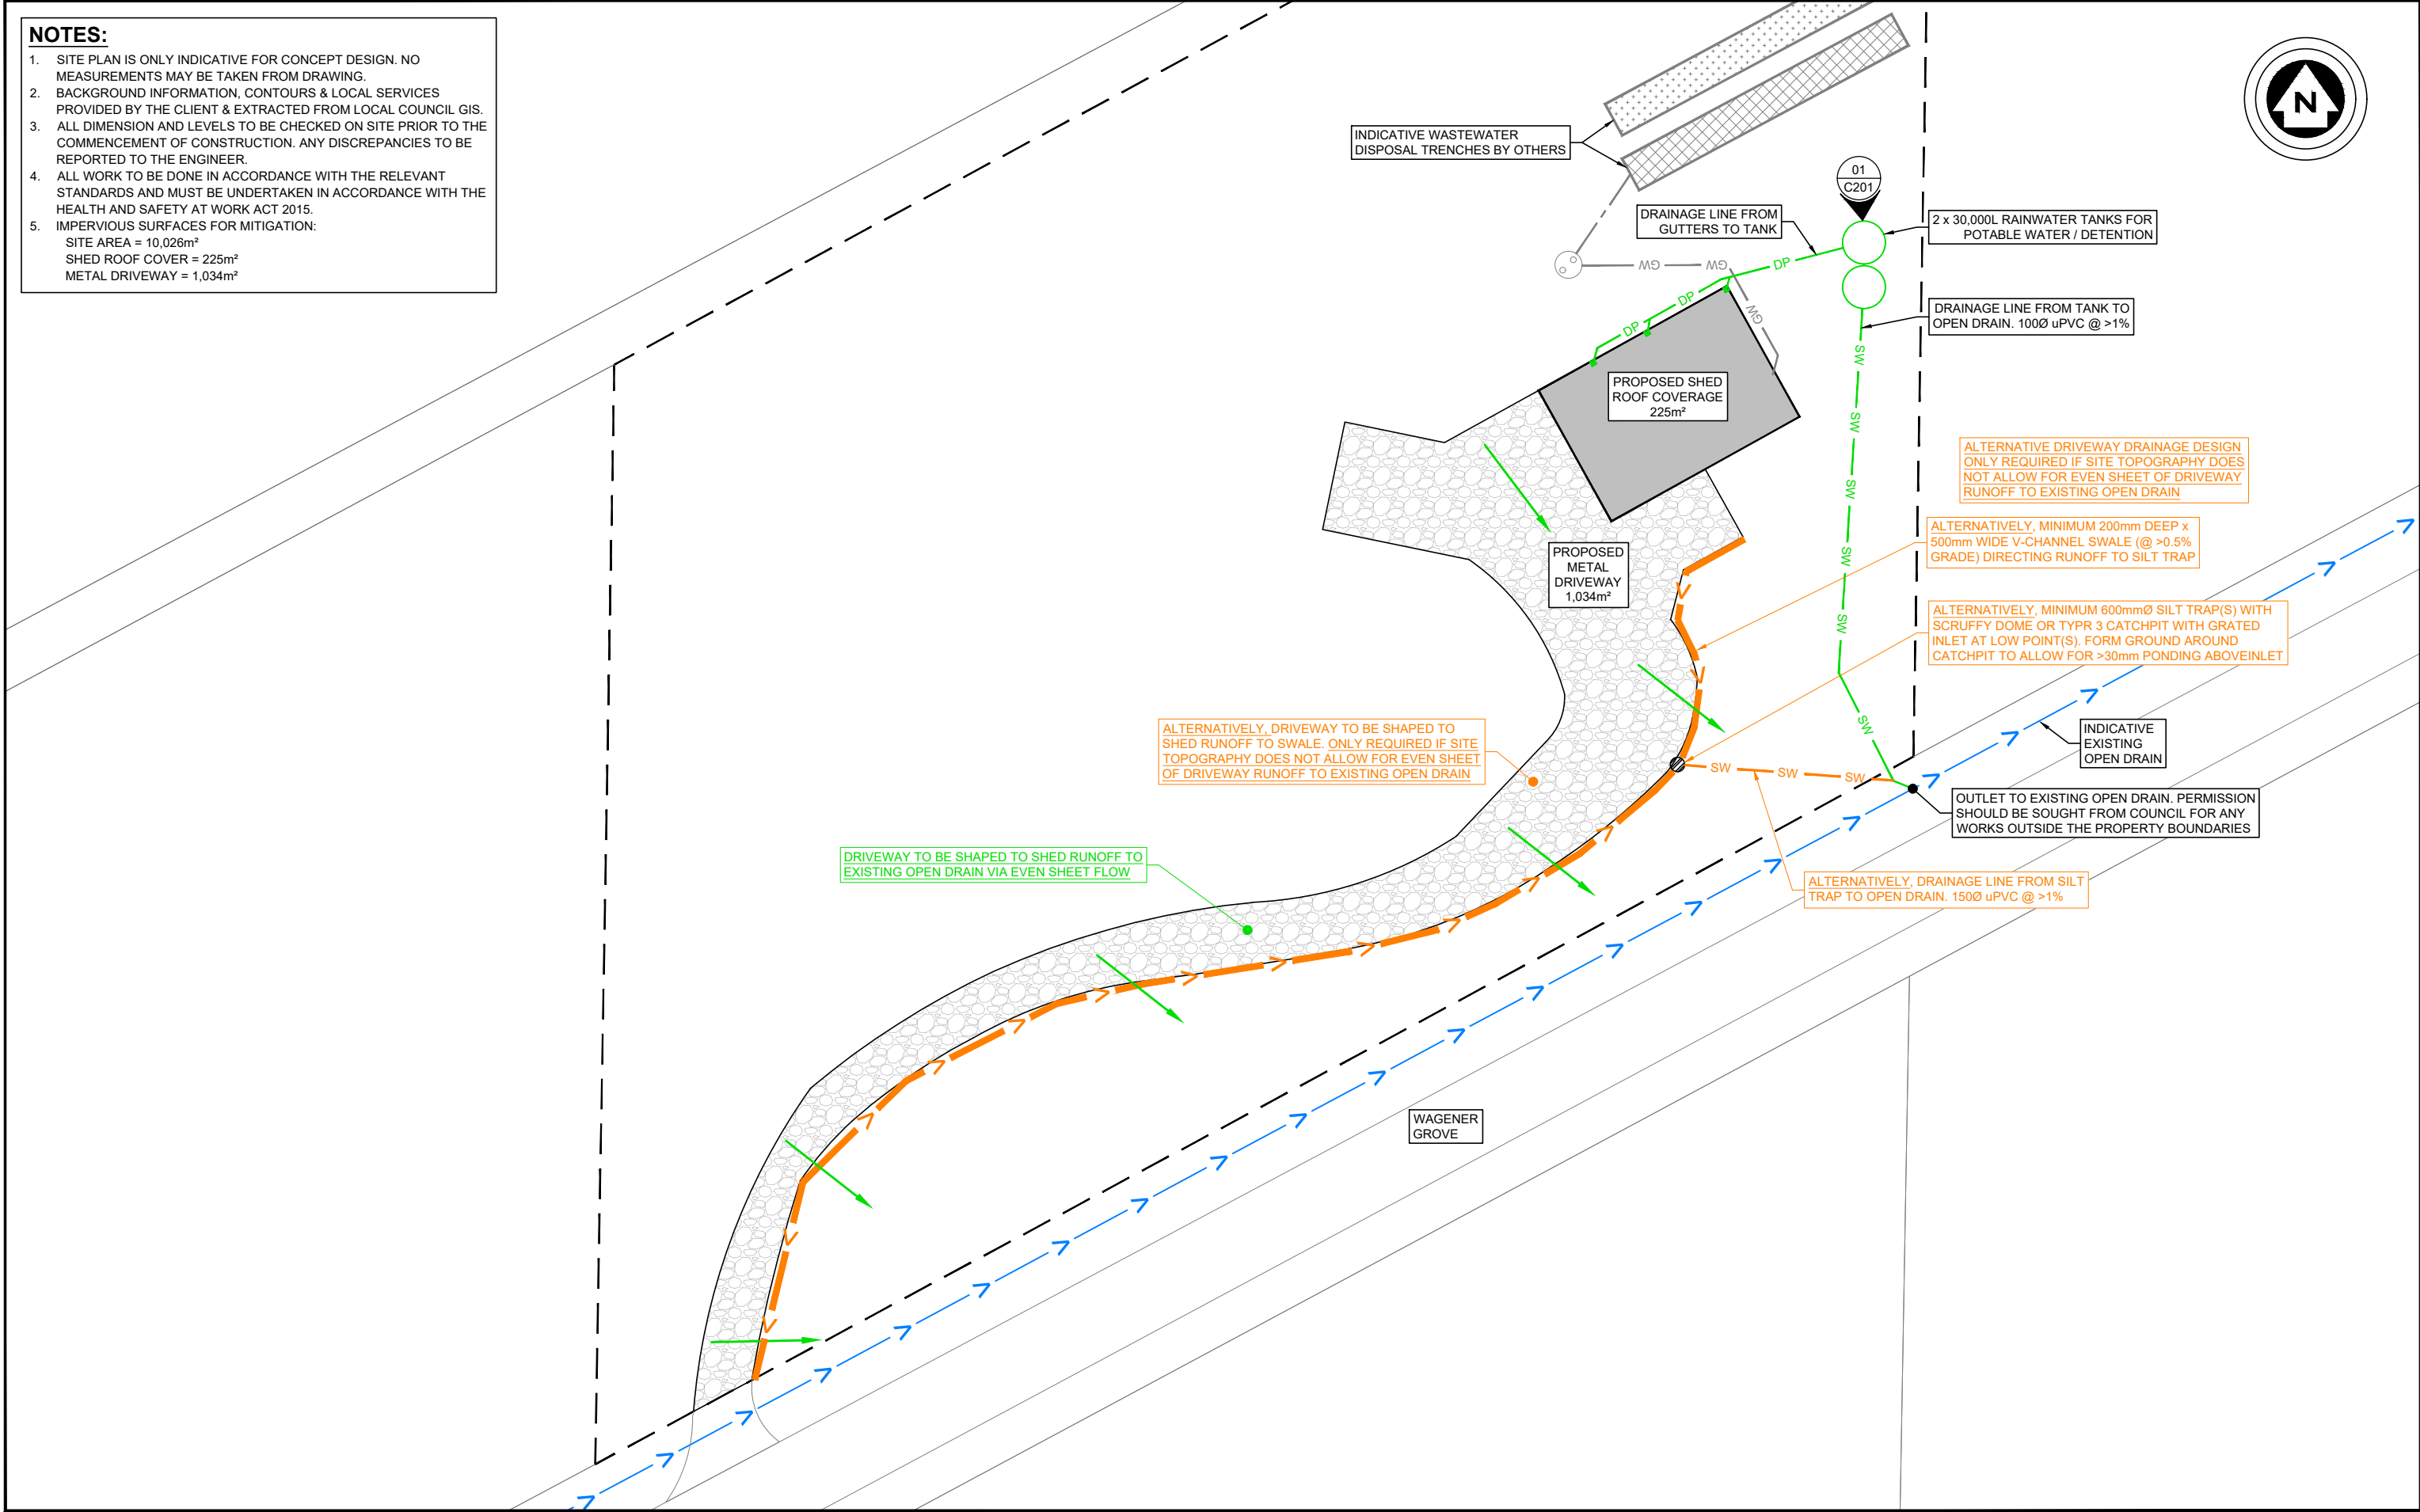 NOTES:
1. SITE PLAN IS ONLY INDICATIVE FOR CONCEPT DESIGN. NO
MEASUREMENTS MAY BE TAKEN FROM DRAWING.
2. BACKGROUND INFORMATION, CONTOURS & LOCAL SERVICES
PROVIDED BY THE CLIENT & EXTRACTED FROM LOCAL COUNCIL GIS.
3. ALL DIMENSION AND LEVELS TO BE CHECKED ON SITE PRIOR TO THE
COMMENCEMENT OF CONSTRUCTION. ANY DISCREPANCIES TO BE
REPORTED TO THE ENGINEER.
4. ALL WORK TO BE DONE IN ACCORDANCE WITH THE RELEVANT
STANDARDS AND MUST BE UNDERTAKEN IN ACCORDANCE WITH THE
HEALTH AND SAFETY AT WORK ACT 2015.
5. IMPERVIOUS SURFACES FOR MITIGATION:
SITE AREA = 10,026m²
SHED ROOF COVER = 225m²
METAL DRIVEWAY = 1,034m²
N
INDICATIVE WASTEWATER
DISPOSAL TRENCHES BY OTHERS
01
C201
DRAINAGE LINE FROM
GUTTERS TO TANK
2 x 30,000L RAINWATER TANKS FOR
POTABLE WATER / DETENTION
GW
GW
DP
DP
GW
DP
DRAINAGE LINE FROM TANK TO
OPEN DRAIN. 100Ø uPVC @ >1%
SW
PROPOSED SHED
ROOF COVERAGE
225m²
SW
ALTERNATIVE DRIVEWAY DRAINAGE DESIGN
ONLY REQUIRED IF SITE TOPOGRAPHY DOES
NOT ALLOW FOR EVEN SHEET OF DRIVEWAY
RUNOFF TO EXISTING OPEN DRAIN
SW
ALTERNATIVELY, MINIMUM 200mm DEEP x
500mm WIDE V-CHANNEL SWALE (@ >0.5%
GRADE) DIRECTING RUNOFF TO SILT TRAP
SW
PROPOSED
METAL
DRIVEWAY
1,034m²
ALTERNATIVELY, MINIMUM 600mmØ SILT TRAP(S) WITH
SCRUFFY DOME OR TYPR 3 CATCHPIT WITH GRATED
INLET AT LOW POINT(S). FORM GROUND AROUND
CATCHPIT TO ALLOW FOR >30mm PONDING ABOVEINLET
SW
SW
ALTERNATIVELY, DRIVEWAY TO BE SHAPED TO
SHED RUNOFF TO SWALE. ONLY REQUIRED IF SITE
TOPOGRAPHY DOES NOT ALLOW FOR EVEN SHEET
OF DRIVEWAY RUNOFF TO EXISTING OPEN DRAIN
INDICATIVE
EXISTING
OPEN DRAIN
SW
SW
SW
OUTLET TO EXISTING OPEN DRAIN. PERMISSION
SHOULD BE SOUGHT FROM COUNCIL FOR ANY
WORKS OUTSIDE THE PROPERTY BOUNDARIES
DRIVEWAY TO BE SHAPED TO SHED RUNOFF TO
EXISTING OPEN DRAIN VIA EVEN SHEET FLOW
ALTERNATIVELY, DRAINAGE LINE FROM SILT
TRAP TO OPEN DRAIN. 150Ø uPVC @ >1%
WAGENER
GROVE